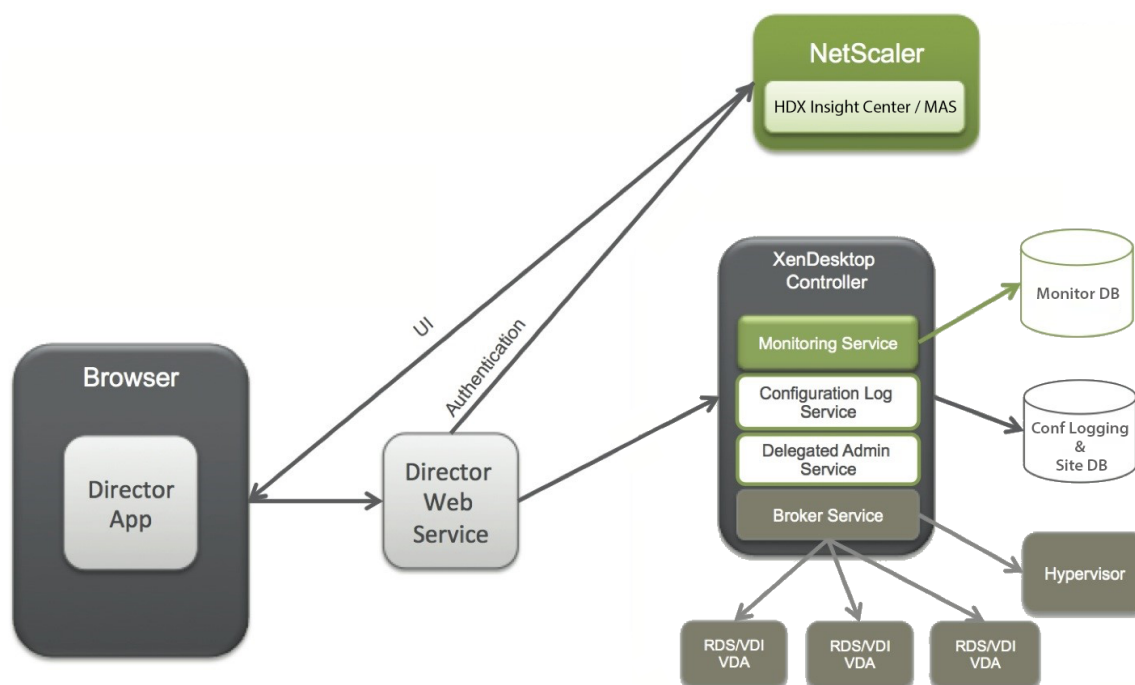 NetScaler
HDX Insight Center / MAS
UI
Authentication
XenDesktop
Controller
Monitoring Service
Configuration Log
Service
Delegated Admin
Service
Broker Service
Monitor DB
Conf Logging
&
Site DB
Hypervisor
Browser
Director
App
Director
Web
Service
RDS/VDI
VDA
RDS/VDI
VDA
RDS/VDI
VDA